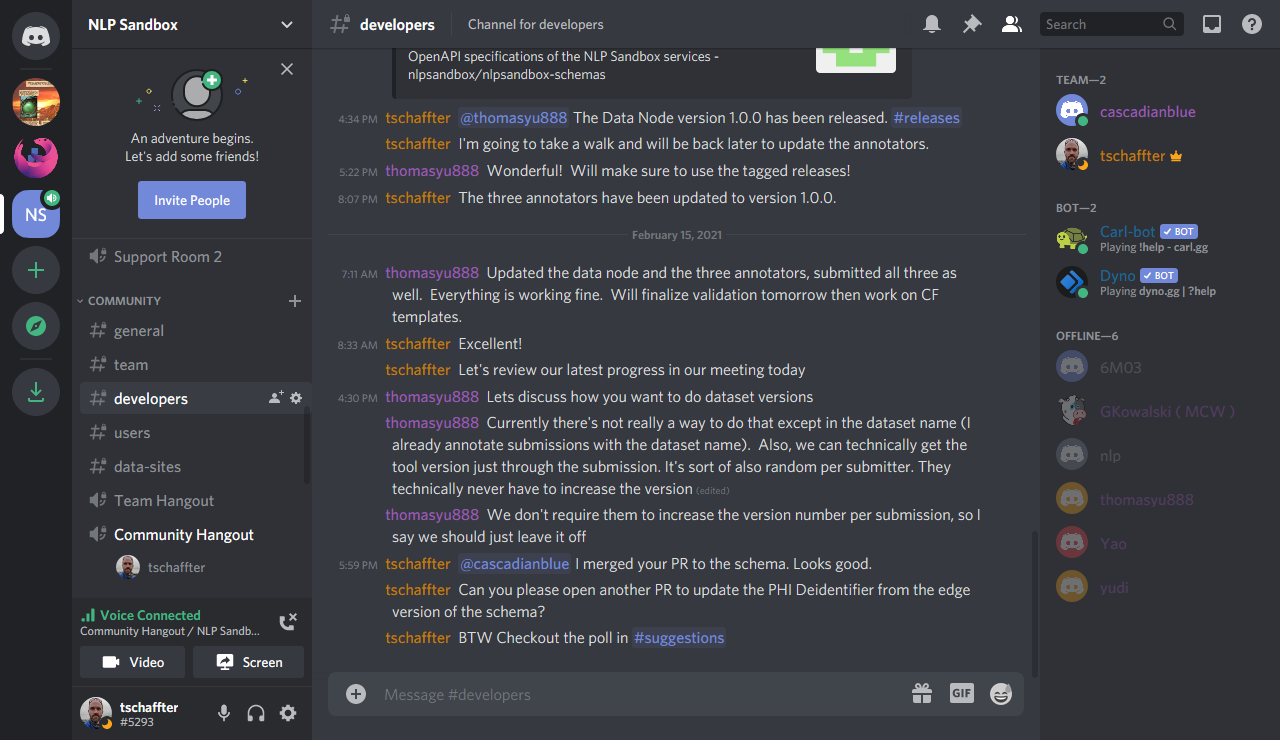 NLP Sandbox
An adventure begins.
Let's add some friends!
Invite People
Support Room 2
COMMUNITY
general
team
developers
users
data-sites
Team Hangout
Community Hangout
tschaffter
Voice Connected
Community Hangout / NLP Sandb...
Video
Screen
tschaffter
#5293
NS
developers
Channel for developers
Search
OpenAPI specifications of the NLP Sandbox services -
nlpsandbox/nlpsandbox-schemas
4:34 PM tschaffter @thomasyu888 The Data Node version 1.0.0 has been released. #releases
tschaffter I'm going to take a walk and will be back later to update the annotators.
5:22 PM thomasyu888 Wonderful! Will make sure to use the tagged releases!
8:07 PM tschaffter The three annotators have been updated to version 1.0.0.
February 15, 2021
7:11 AM thomasyu888 Updated the data node and the three annotators, submitted all three as
well. Everything is working fine. Will finalize validation tomorrow then work on CF
templates.
8:33 AM tschaffter Excellent!
tschaffter Let's review our latest progress in our meeting today
4:30 PM thomasyu888 Lets discuss how you want to do dataset versions
thomasyu888 Currently there's not really a way to do that except in the dataset name (I
already annotate submissions with the dataset name). Also, we can technically get the
tool version just through the submission. It's sort of also random per submitter. They
technically never have to increase the version (edited)
thomasyu888 We don't require them to increase the version number per submission, so I
say we should just leave it off
5:59 PM tschaffter @cascadianblue I merged your PR to the schema. Looks good.
tschaffter Can you please open another PR to update the PHI Deidentifier from the edge
version of the schema?
tschaffter BTW Checkout the poll in #suggestions
Message #developers
GIF
TEAM—2
cascadianblue
tschaffter
BOT—2
Carl-bot BOT
Playing !help - carl.gg
Dyno BOT
Playing dyno.gg | ?help
OFFLINE—6
6M03
GKowalski ( MCW )
nlp
thomasyu888
Yao
yudi